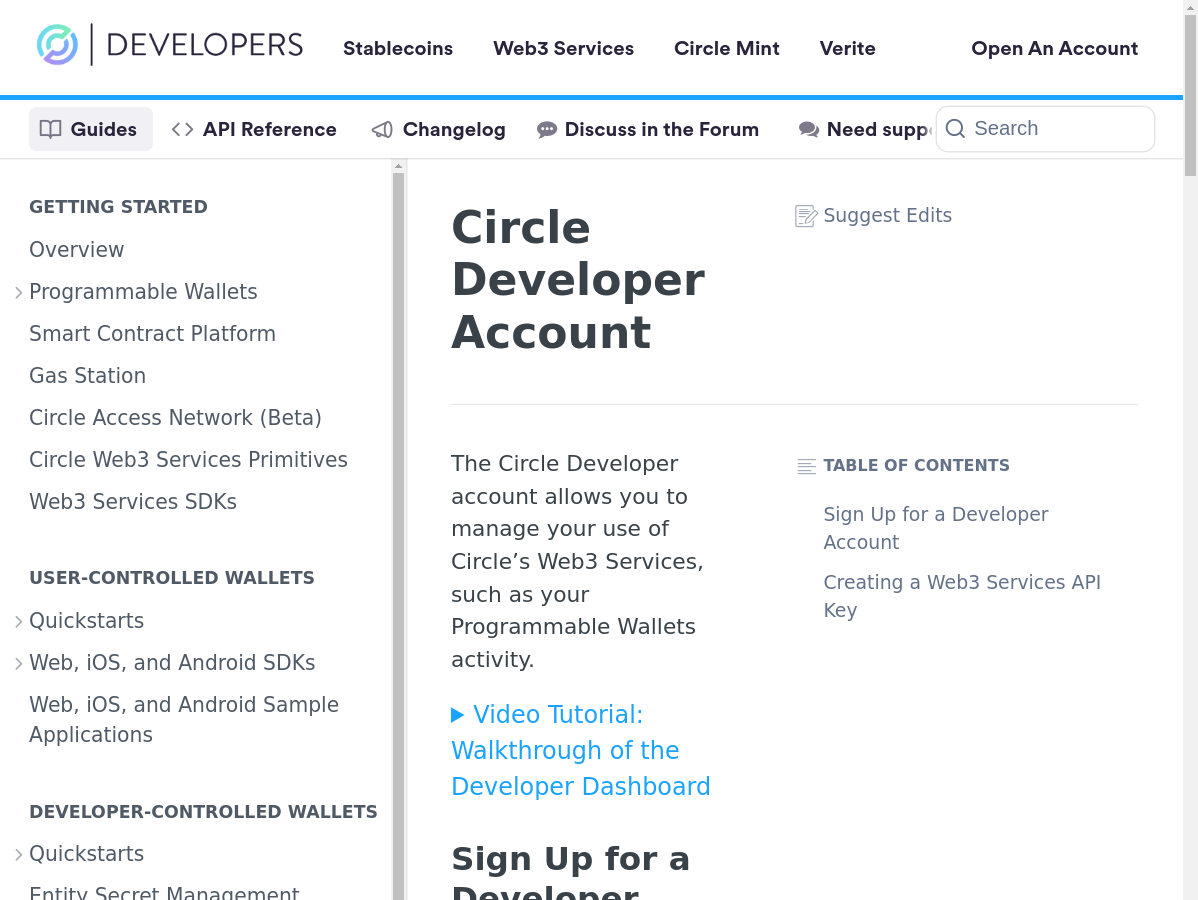 DEVELOPERS
Stablecoins
Web3 Services
Circle Mint
Verite
Open An Account
Guides
API Reference
Changelog
Discuss in the Forum
Need supp
Search
GETTING STARTED
Overview
Programmable Wallets
Smart Contract Platform
Gas Station
Circle Access Network (Beta)
Circle Web3 Services Primitives
Web3 Services SDKs
USER-CONTROLLED WALLETS
Quickstarts
Web, iOS, and Android SDKs
Web, iOS, and Android Sample
Applications
DEVELOPER-CONTROLLED WALLETS
Quickstarts
Entity Secret Management
Circle
Developer
Account
Suggest Edits
The Circle Developer
account allows you to
manage your use of
Circle’s Web3 Services,
such as your
Programmable Wallets
activity.
Video Tutorial:
Walkthrough of the
Developer Dashboard
Sign Up for a
Developer
TABLE OF CONTENTS
Sign Up for a Developer
Account
Creating a Web3 Services API
Key